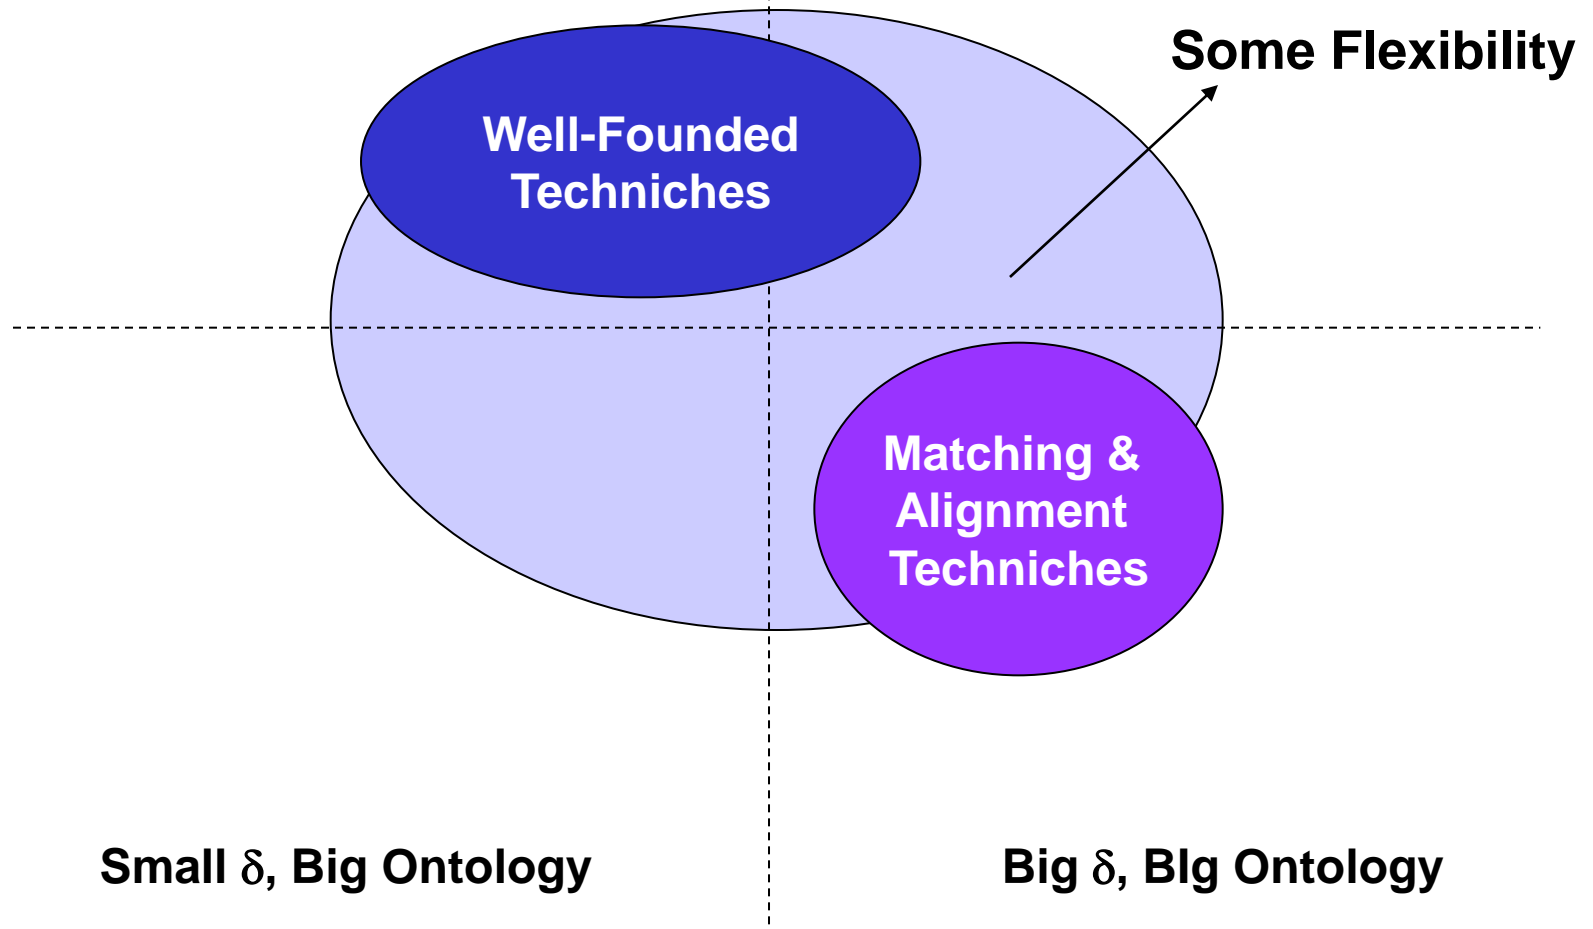 Some Flexibility
Well-Founded
Techniches
Matching &
Alignment
Techniches
Small δ, Big Ontology
Big δ, BIg Ontology